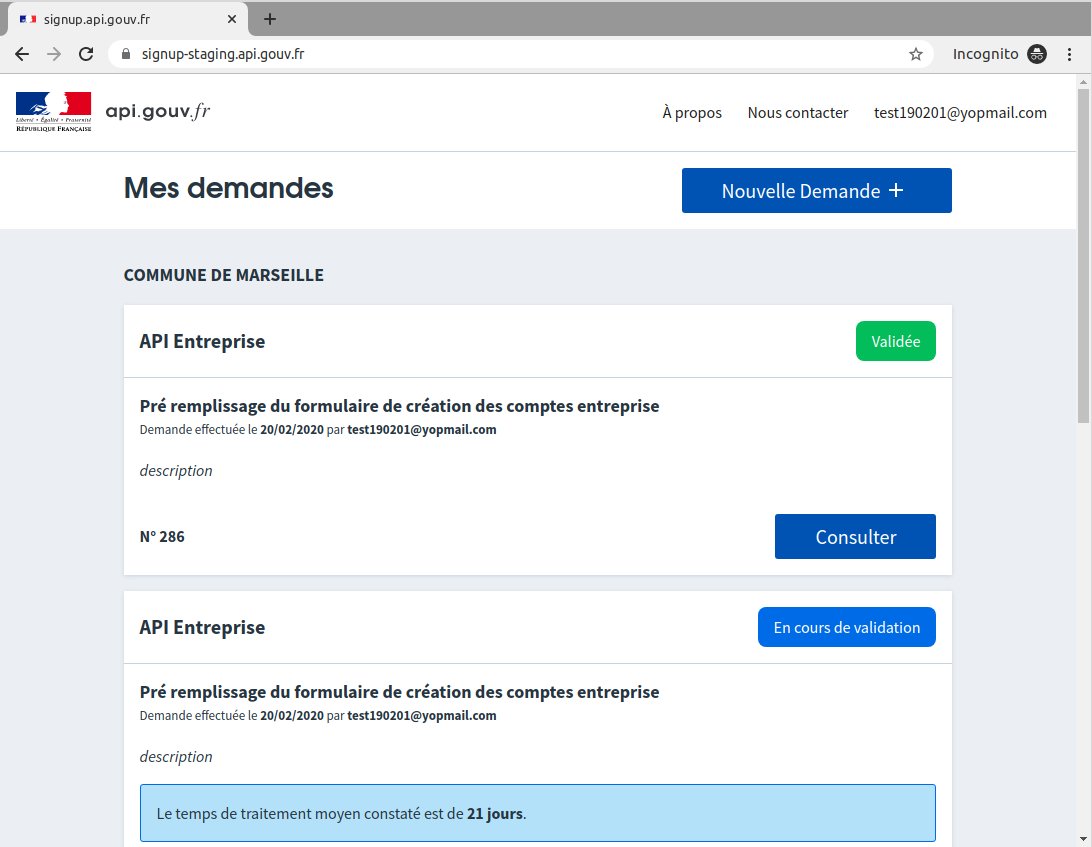 signup.api.gouv.fr
signup-staging.api.gouv.fr
Incognito
Liberté • Égalité • Fraternité
RÉPUBLIQUE FRANÇAISE
api.gouv.fr
À propos
Nous contacter
test190201@yopmail.com
Mes demandes
Nouvelle Demande +
COMMUNE DE MARSEILLE
API Entreprise
Validée
Pré remplissage du formulaire de création des comptes entreprise
Demande effectuée le 20/02/2020 par test190201@yopmail.com
description
N° 286
Consulter
API Entreprise
En cours de validation
Pré remplissage du formulaire de création des comptes entreprise
Demande effectuée le 20/02/2020 par test190201@yopmail.com
description
Le temps de traitement moyen constaté est de 21 jours.